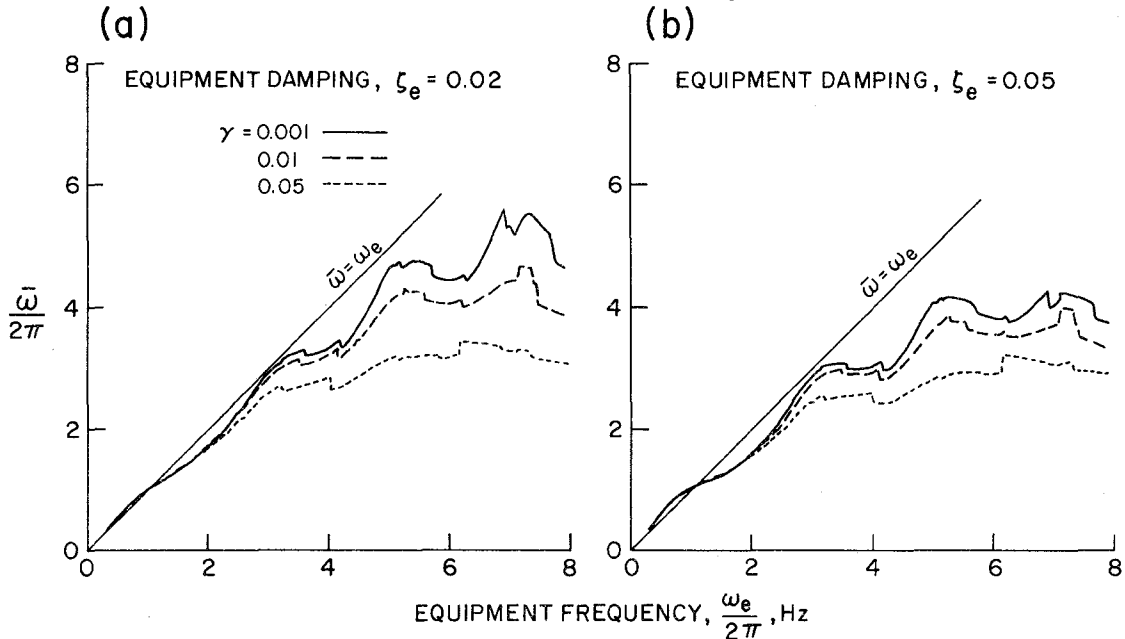 (a)
EQUIPMENT DAMPING, ζe = 0.02
γ = 0.001
0.01
0.05
ω̄ = ωe
8
6
4
2
0
ω̄/2π
0 2 4 6 8
(b)
EQUIPMENT DAMPING, ζe = 0.05
ω̄ = ωe
8
6
4
2
0
0 2 4 6 8
EQUIPMENT FREQUENCY, ωe/2π, Hz